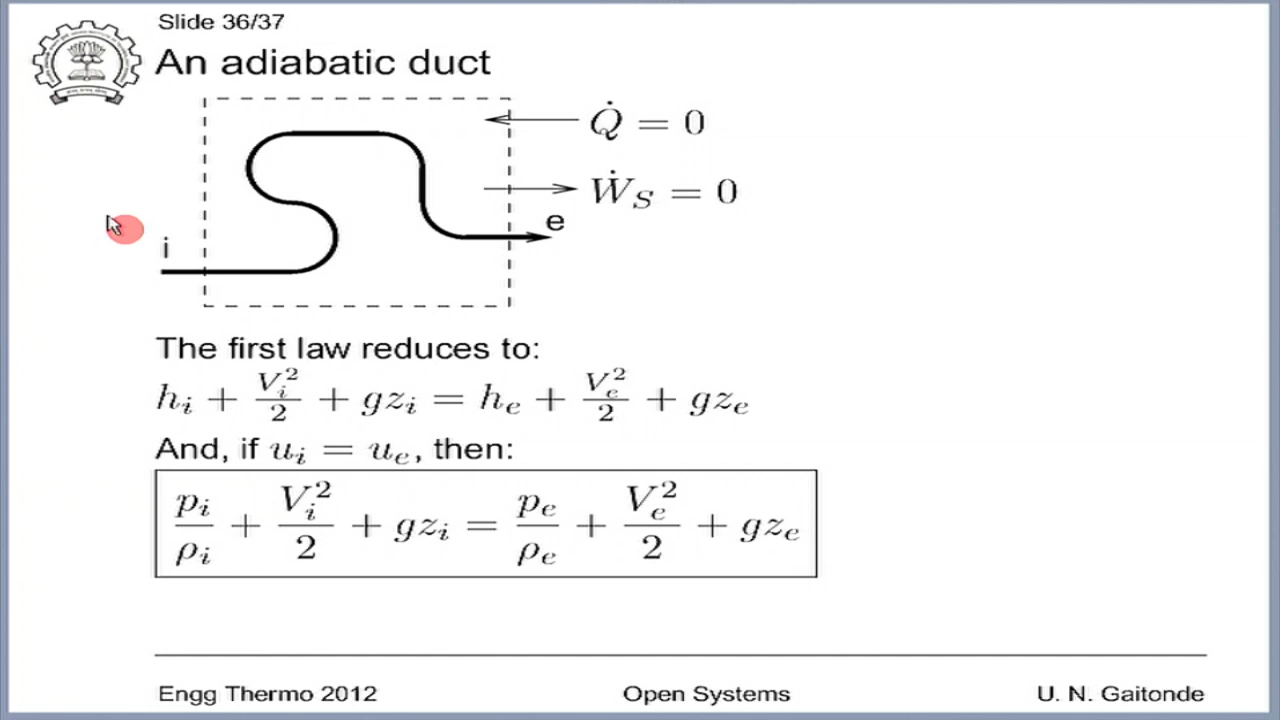 Slide 36/37
An adiabatic duct
Q̇ = 0
Ẇ_S = 0
e
i
The first law reduces to:
h_i + V_i^2/2 + gz_i = h_e + V_e^2/2 + gz_e
And, if u_i = u_e, then:
p_i/ρ_i + V_i^2/2 + gz_i = p_e/ρ_e + V_e^2/2 + gz_e
Engg Thermo 2012 Open Systems U. N. Gaitonde